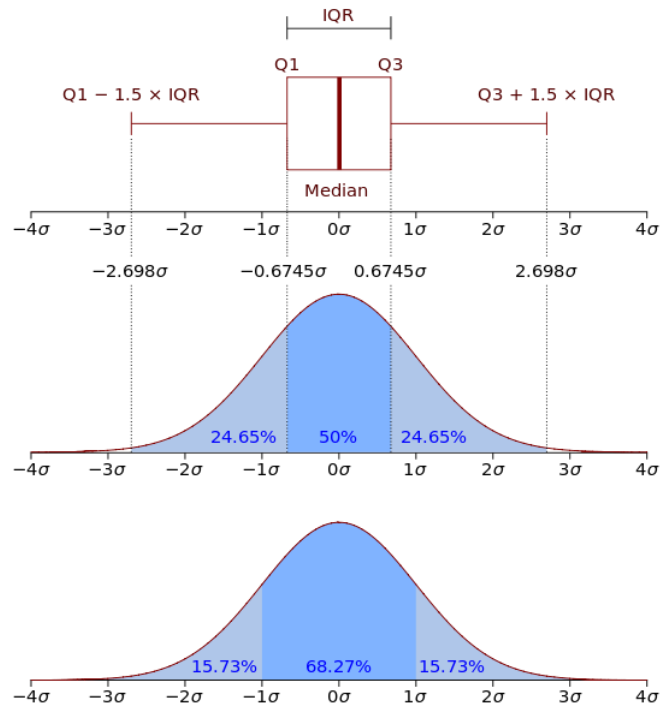 IQR
Q1 Q3
Q1 − 1.5 × IQR Q3 + 1.5 × IQR
Median
−4σ −3σ −2σ −1σ 0σ 1σ 2σ 3σ 4σ
−2.698σ −0.6745σ 0.6745σ 2.698σ
24.65% 50% 24.65%
−4σ −3σ −2σ −1σ 0σ 1σ 2σ 3σ 4σ
15.73% 68.27% 15.73%
−4σ −3σ −2σ −1σ 0σ 1σ 2σ 3σ 4σ